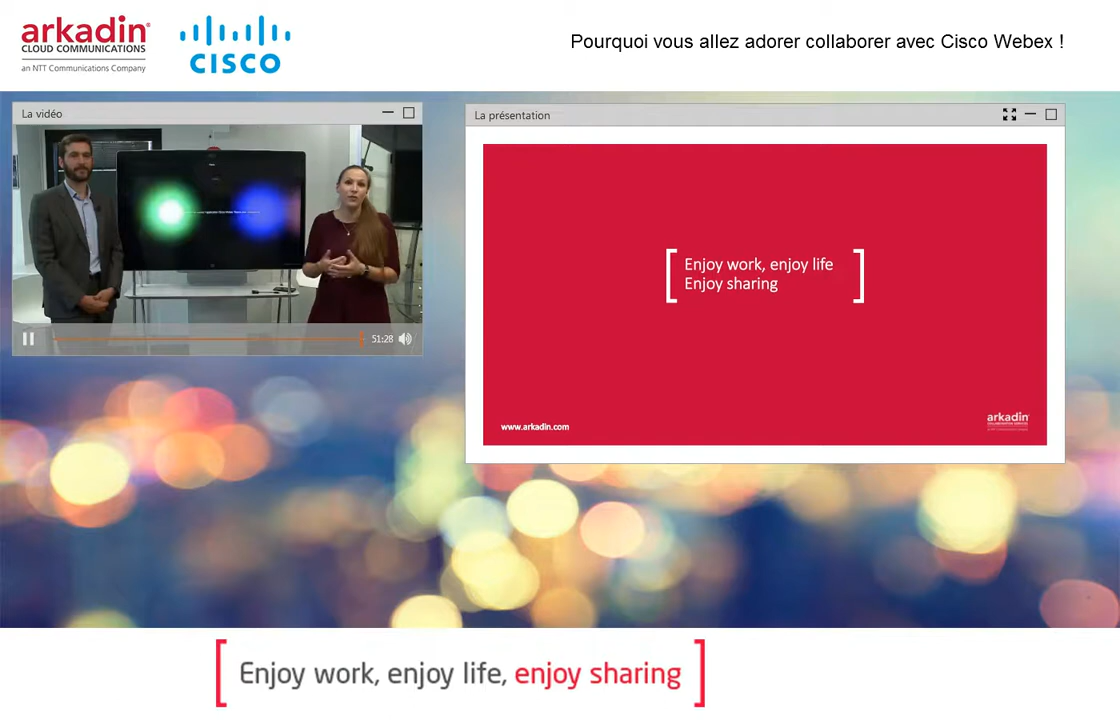 arkadin
CLOUD COMMUNICATIONS
an NTT Communications Company
CISCO
Pourquoi vous allez adorer collaborer avec Cisco Webex !
La vidéo
51:28
La présentation
Enjoy work, enjoy life
Enjoy sharing
www.arkadin.com
arkadin
Enjoy work, enjoy life, enjoy sharing